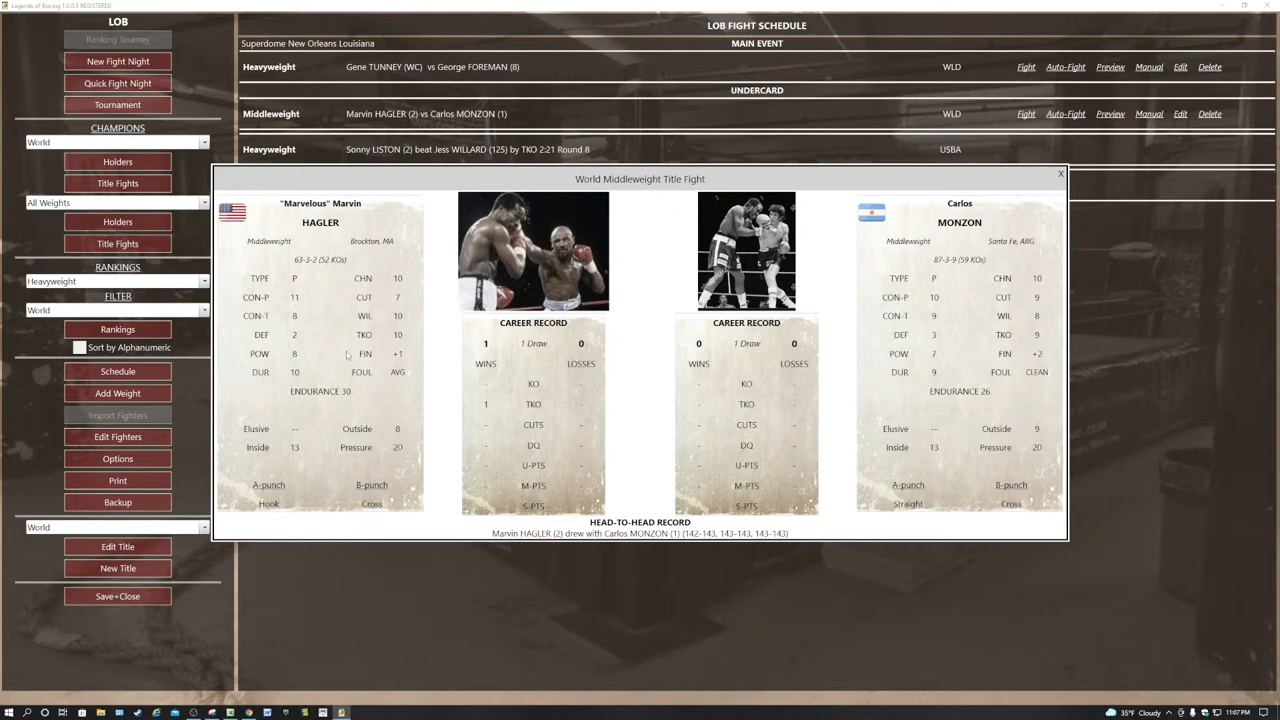 Legends of Boxing 1.0.0.5 REGISTERED
LOB
Ranking Tourney
New Fight Night
Quick Fight Night
Tournament
CHAMPIONS
World
Holders
Title Fights
All Weights
Holders
Title Fights
RANKINGS
Heavyweight
FILTER
World
Rankings
Sort by Alphanumeric
Schedule
Add Weight
Import Fighters
Edit Fighters
Options
Print
Backup
World
Edit Title
New Title
Save+Close
LOB FIGHT SCHEDULE
Superdome New Orleans Louisiana MAIN EVENT
Heavyweight Gene TUNNEY (WC) vs George FOREMAN (8) WLD Fight Auto-Fight Preview Manual Edit Delete
UNDERCARD
Middleweight Marvin HAGLER (2) vs Carlos MONZON (1) WLD Fight Auto-Fight Preview Manual Edit Delete
Heavyweight Sonny LISTON (2) beat Jess WILLARD (125) by TKO 2:21 Round 8 USBA
World Middleweight Title Fight X
"Marvelous" Marvin
HAGLER
Middleweight Brockton, MA
63-3-2 (52 KOs)
TYPE P CHN 10
CON-P 11 CUT 7
CON-T 8 WIL 10
DEF 2 TKO 10
POW 8 FIN +1
DUR 10 FOUL AVG
ENDURANCE 30
Elusive -- Outside 8
Inside 13 Pressure 20
A-punch B-punch
Hook Cross
CAREER RECORD
1 1 Draw 0
WINS LOSSES
- KO -
1 TKO -
- CUTS -
- DQ -
- U-PTS -
- M-PTS -
- S-PTS -
CAREER RECORD
0 1 Draw 0
WINS LOSSES
- KO -
- TKO -
- CUTS -
- DQ -
- U-PTS -
- M-PTS -
- S-PTS -
Carlos
MONZON
Middleweight Santa Fe, ARG
87-3-9 (59 KOs)
TYPE P CHN 10
CON-P 10 CUT 9
CON-T 9 WIL 8
DEF 3 TKO 9
POW 7 FIN +2
DUR 9 FOUL CLEAN
ENDURANCE 26
Elusive -- Outside 9
Inside 13 Pressure 20
A-punch B-punch
Straight Cross
HEAD-TO-HEAD RECORD
Marvin HAGLER (2) drew with Carlos MONZON (1) (142-143, 143-143, 143-143)
35°F Cloudy 11:07 PM